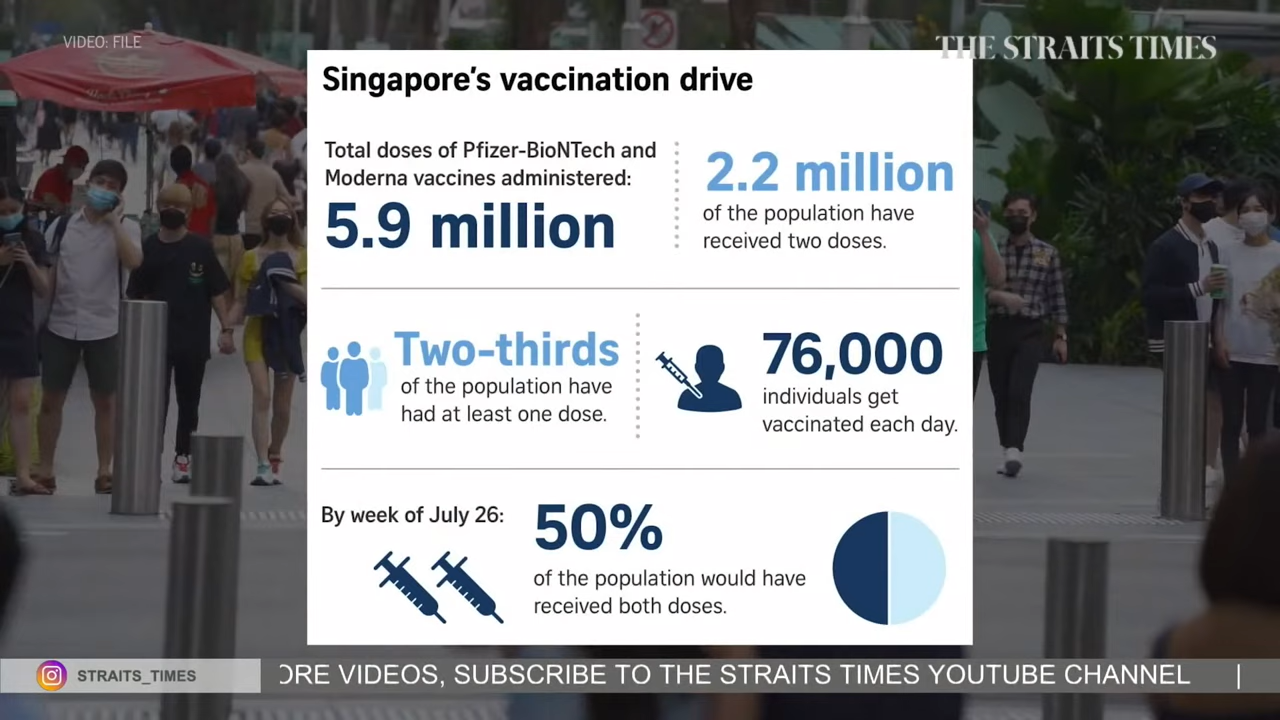 VIDEO: FILE
THE STRAITS TIMES
Singapore's vaccination drive
Total doses of Pfizer-BioNTech and
Moderna vaccines administered:
5.9 million
2.2 million
of the population have
received two doses.
Two-thirds
of the population have
had at least one dose.
76,000
individuals get
vaccinated each day.
By week of July 26:
50%
of the population would have
received both doses.
STRAITS_TIMES
ORE VIDEOS, SUBSCRIBE TO THE STRAITS TIMES YOUTUBE CHANNEL |